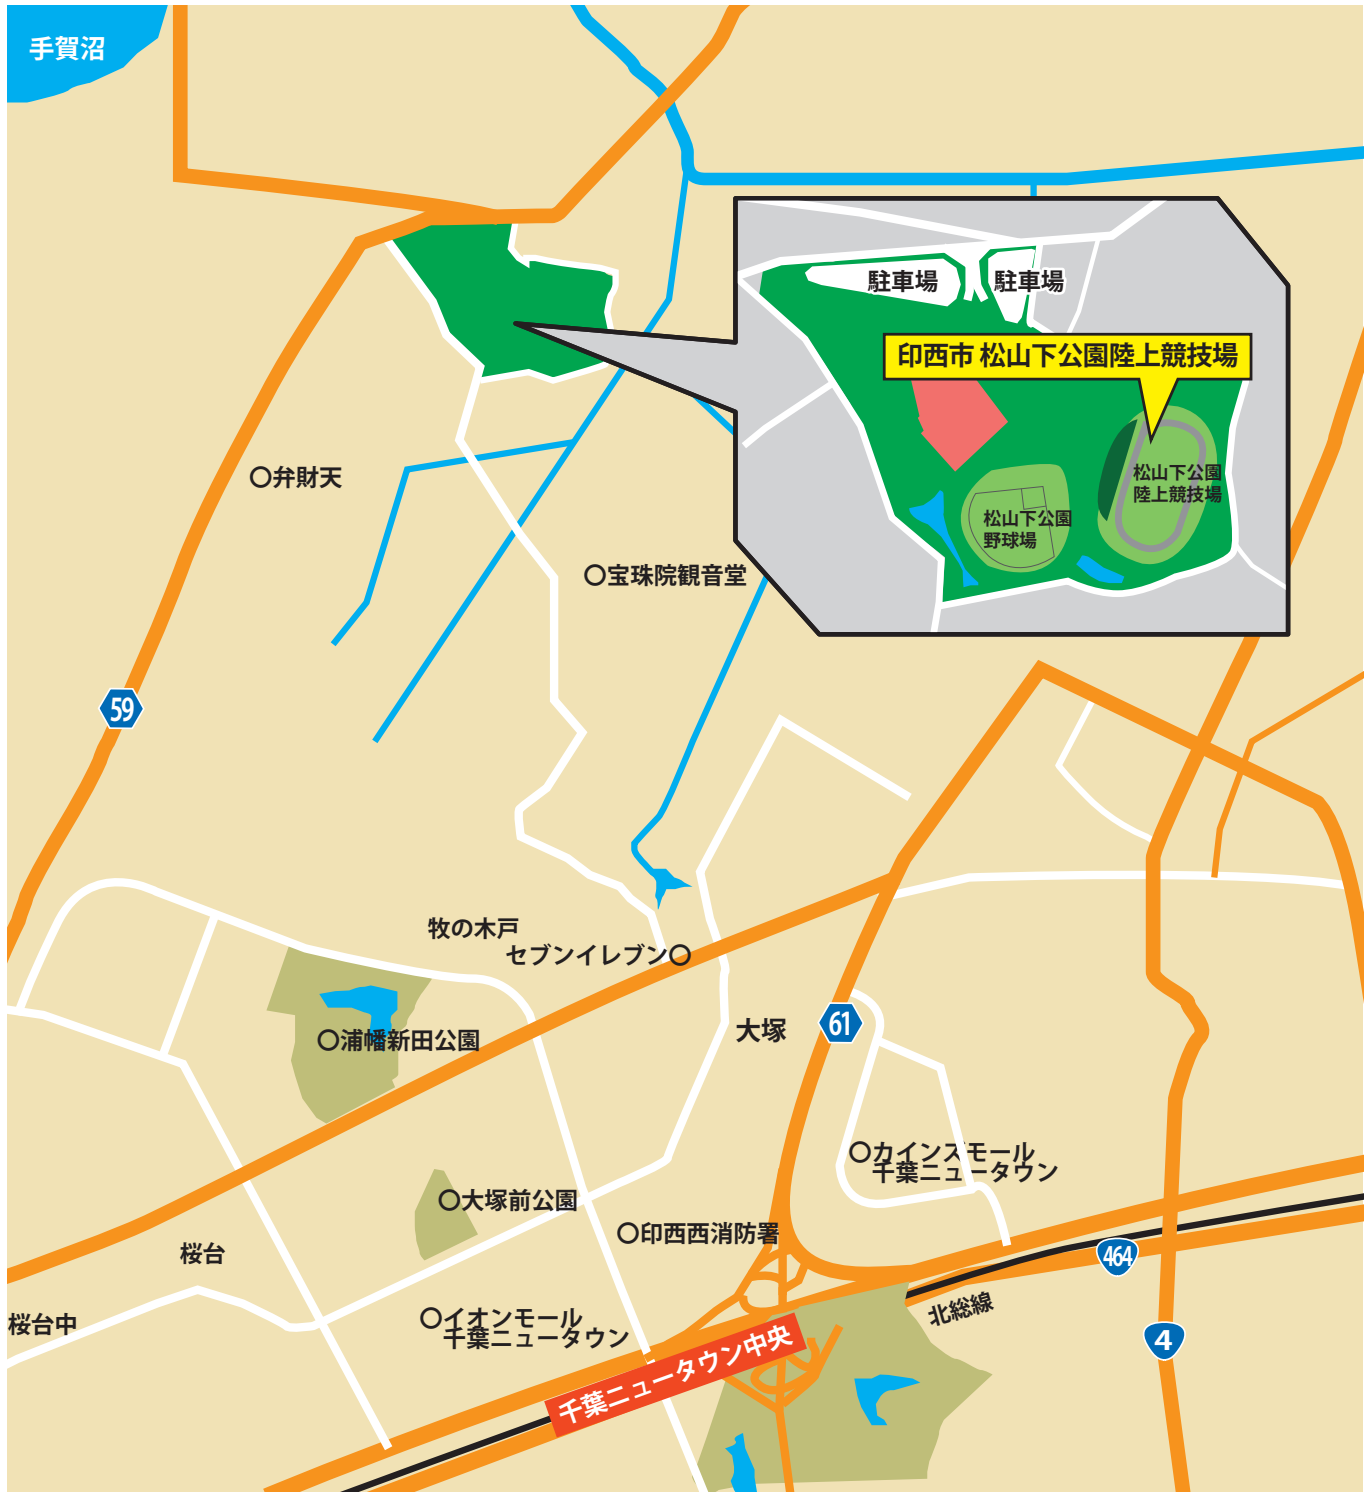 手賀沼
駐車場
駐車場
印西市 松山下公園陸上競技場
松山下公園
陸上競技場
松山下公園
野球場
弁財天
宝珠院観音堂
59
牧の木戸
セブンイレブン
浦幡新田公園
大塚
61
カインズモール
千葉ニュータウン
大塚前公園
印西西消防署
桜台
464
北総線
桜台中
イオンモール
千葉ニュータウン
4
千葉ニュータウン中央